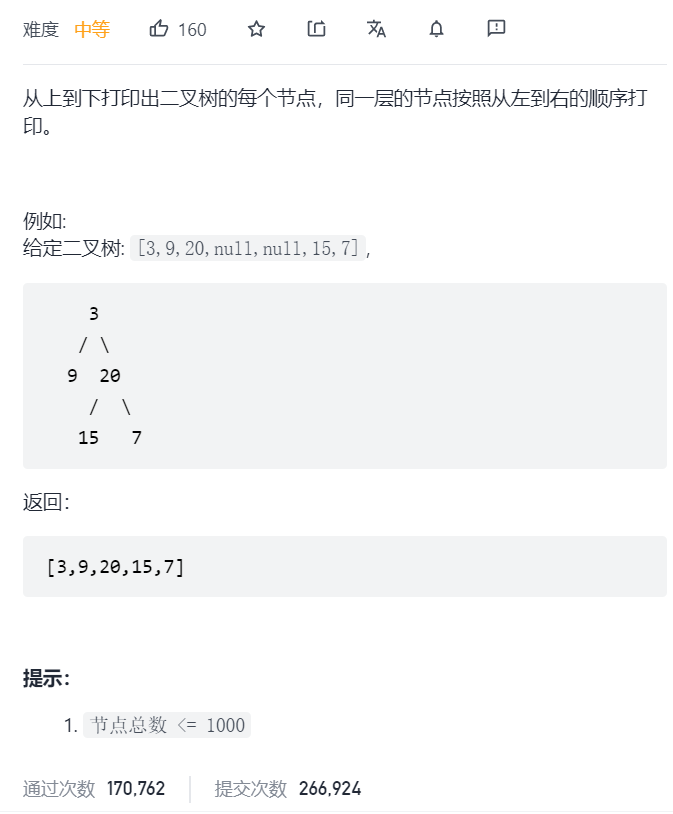 难度 中等 160
从上到下打印出二叉树的每个节点，同一层的节点按照从左到右的顺序打
印。
例如:
给定二叉树: [3,9,20,null,null,15,7],
3
/ \
9 20
/ \
15 7
返回：
[3,9,20,15,7]
提示：
1. 节点总数 <= 1000
通过次数 170,762 提交次数 266,924